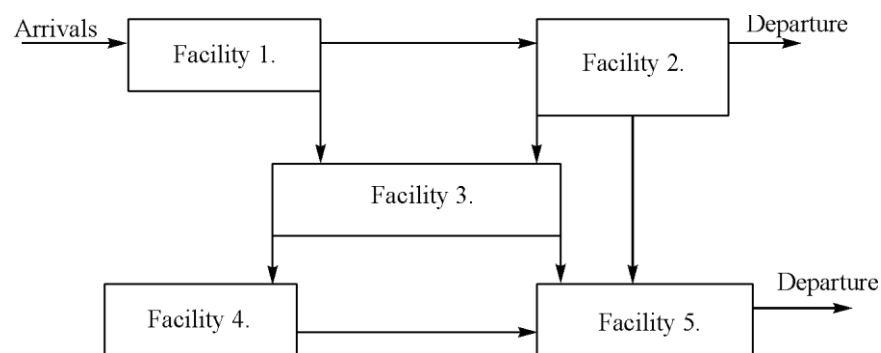 Arrivals
Facility 1.
Facility 2.
Departure
Facility 3.
Facility 4.
Facility 5.
Departure